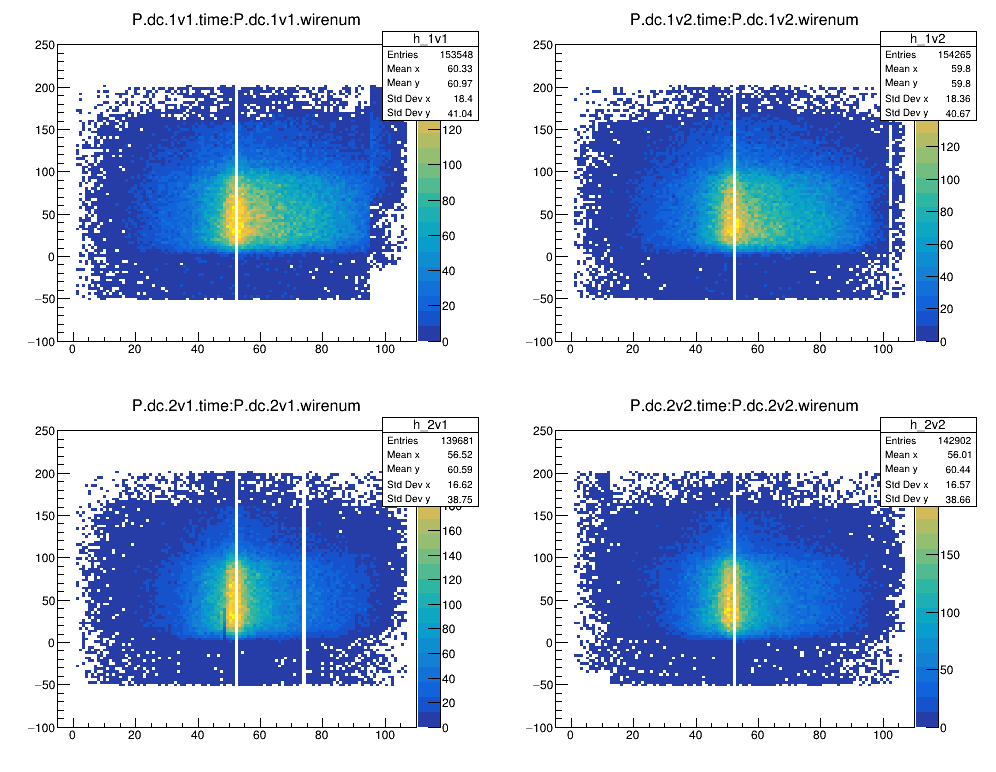 P.dc.1v1.time:P.dc.1v1.wirenum
h_1v1
Entries 153548
Mean x 60.33
Mean y 60.97
Std Dev x 18.4
Std Dev y 41.04
250
200
150
100
50
0
−50
−100
0 20 40 60 80 100
120
100
80
60
40
20
0
P.dc.1v2.time:P.dc.1v2.wirenum
h_1v2
Entries 154265
Mean x 59.8
Mean y 59.8
Std Dev x 18.36
Std Dev y 40.67
250
200
150
100
50
0
−50
−100
0 20 40 60 80 100
120
100
80
60
40
20
0
P.dc.2v1.time:P.dc.2v1.wirenum
h_2v1
Entries 139681
Mean x 56.52
Mean y 60.59
Std Dev x 16.62
Std Dev y 38.75
250
200
150
100
50
0
−50
−100
0 20 40 60 80 100
160
140
120
100
80
60
40
20
0
P.dc.2v2.time:P.dc.2v2.wirenum
h_2v2
Entries 142902
Mean x 56.01
Mean y 60.44
Std Dev x 16.57
Std Dev y 38.66
250
200
150
100
50
0
−50
−100
0 20 40 60 80 100
150
100
50
0